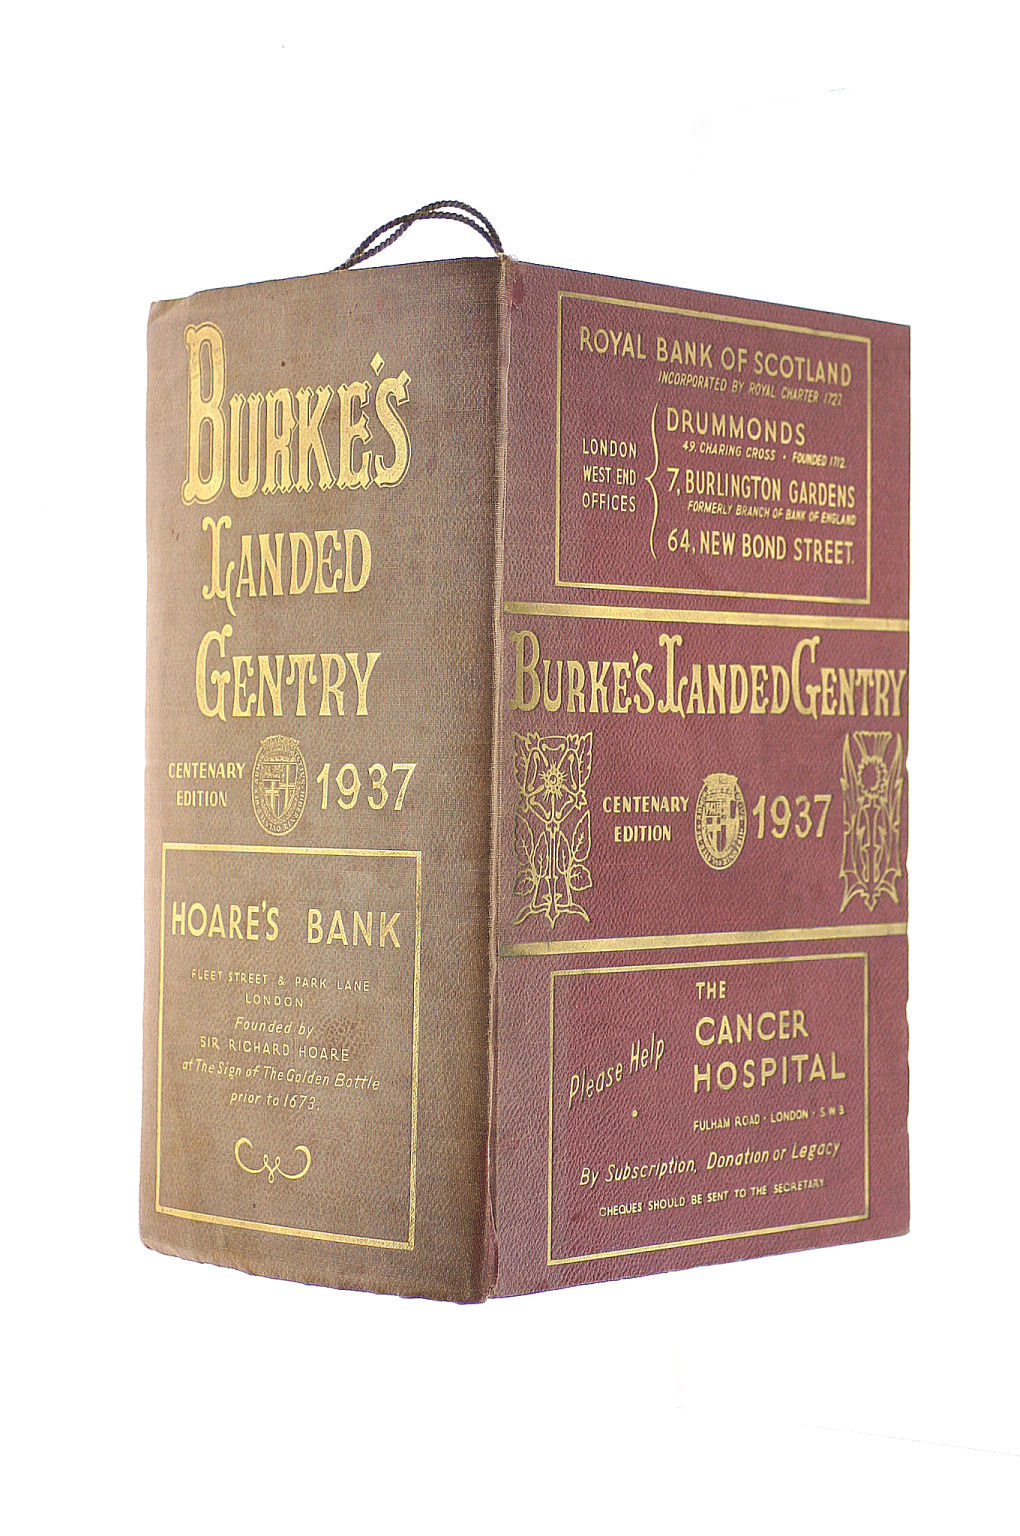 BURKE'S
LANDED
GENTRY
CENTENARY
EDITION
1937
HOARE'S BANK
FLEET STREET & PARK LANE
LONDON
Founded by
SIR RICHARD HOARE
at The Sign of The Golden Bottle
prior to 1673.
ROYAL BANK OF SCOTLAND
INCORPORATED BY ROYAL CHARTER 1727.
LONDON
WEST END
OFFICES
DRUMMONDS
49, CHARING CROSS • FOUNDED 1712.
7, BURLINGTON GARDENS
FORMERLY BRANCH OF BANK OF ENGLAND
64, NEW BOND STREET.
BURKE'S LANDED GENTRY
CENTENARY
EDITION
1937
Please Help
THE
CANCER
HOSPITAL
FULHAM ROAD • LONDON • S.W.3
By Subscription, Donation or Legacy
CHEQUES SHOULD BE SENT TO THE SECRETARY.